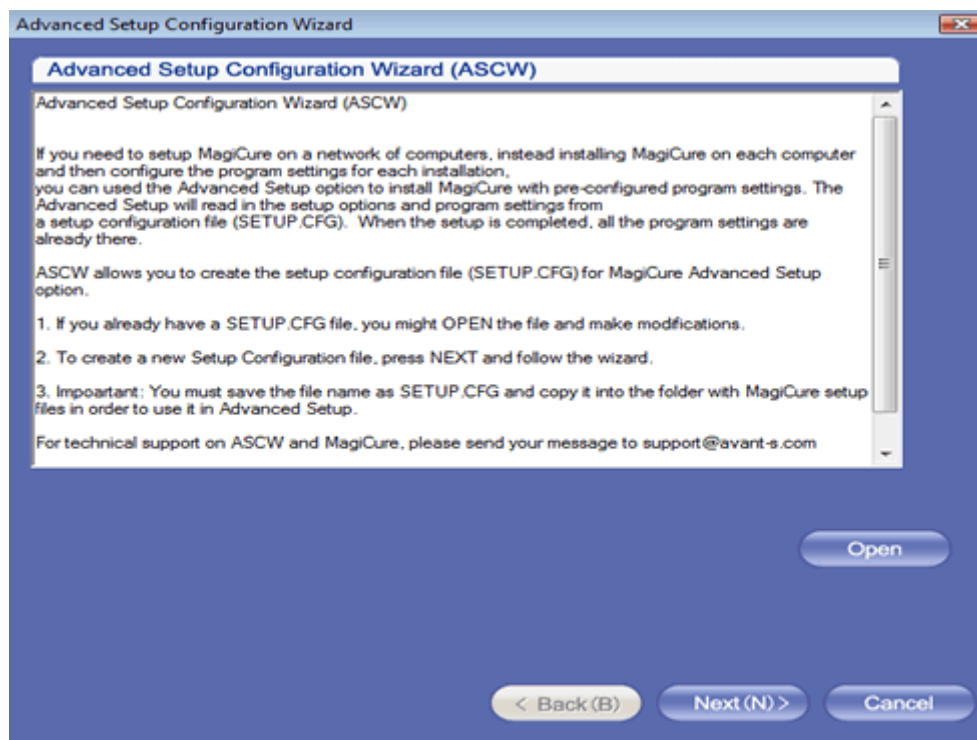 Advanced Setup Configuration Wizard
Advanced Setup Configuration Wizard (ASCW)
Advanced Setup Configuration Wizard (ASCW)
If you need to setup MagiCure on a network of computers, instead installing MagiCure on each computer
and then configure the program settings for each installation,
you can used the Advanced Setup option to install MagiCure with pre-configured program settings. The
Advanced Setup will read in the setup options and program settings from
a setup configuration file (SETUP.CFG). When the setup is completed, all the program settings are
already there.
ASCW allows you to create the setup configuration file (SETUP.CFG) for MagiCure Advanced Setup
option.
1. If you already have a SETUP.CFG file, you might OPEN the file and make modifications.
2. To create a new Setup Configuration file, press NEXT and follow the wizard.
3. Impoartant: You must save the file name as SETUP.CFG and copy it into the folder with MagiCure setup
files in order to use it in Advanced Setup.
For technical support on ASCW and MagiCure, please send your message to support@avant-s.com
Open
< Back (B)
Next (N) >
Cancel